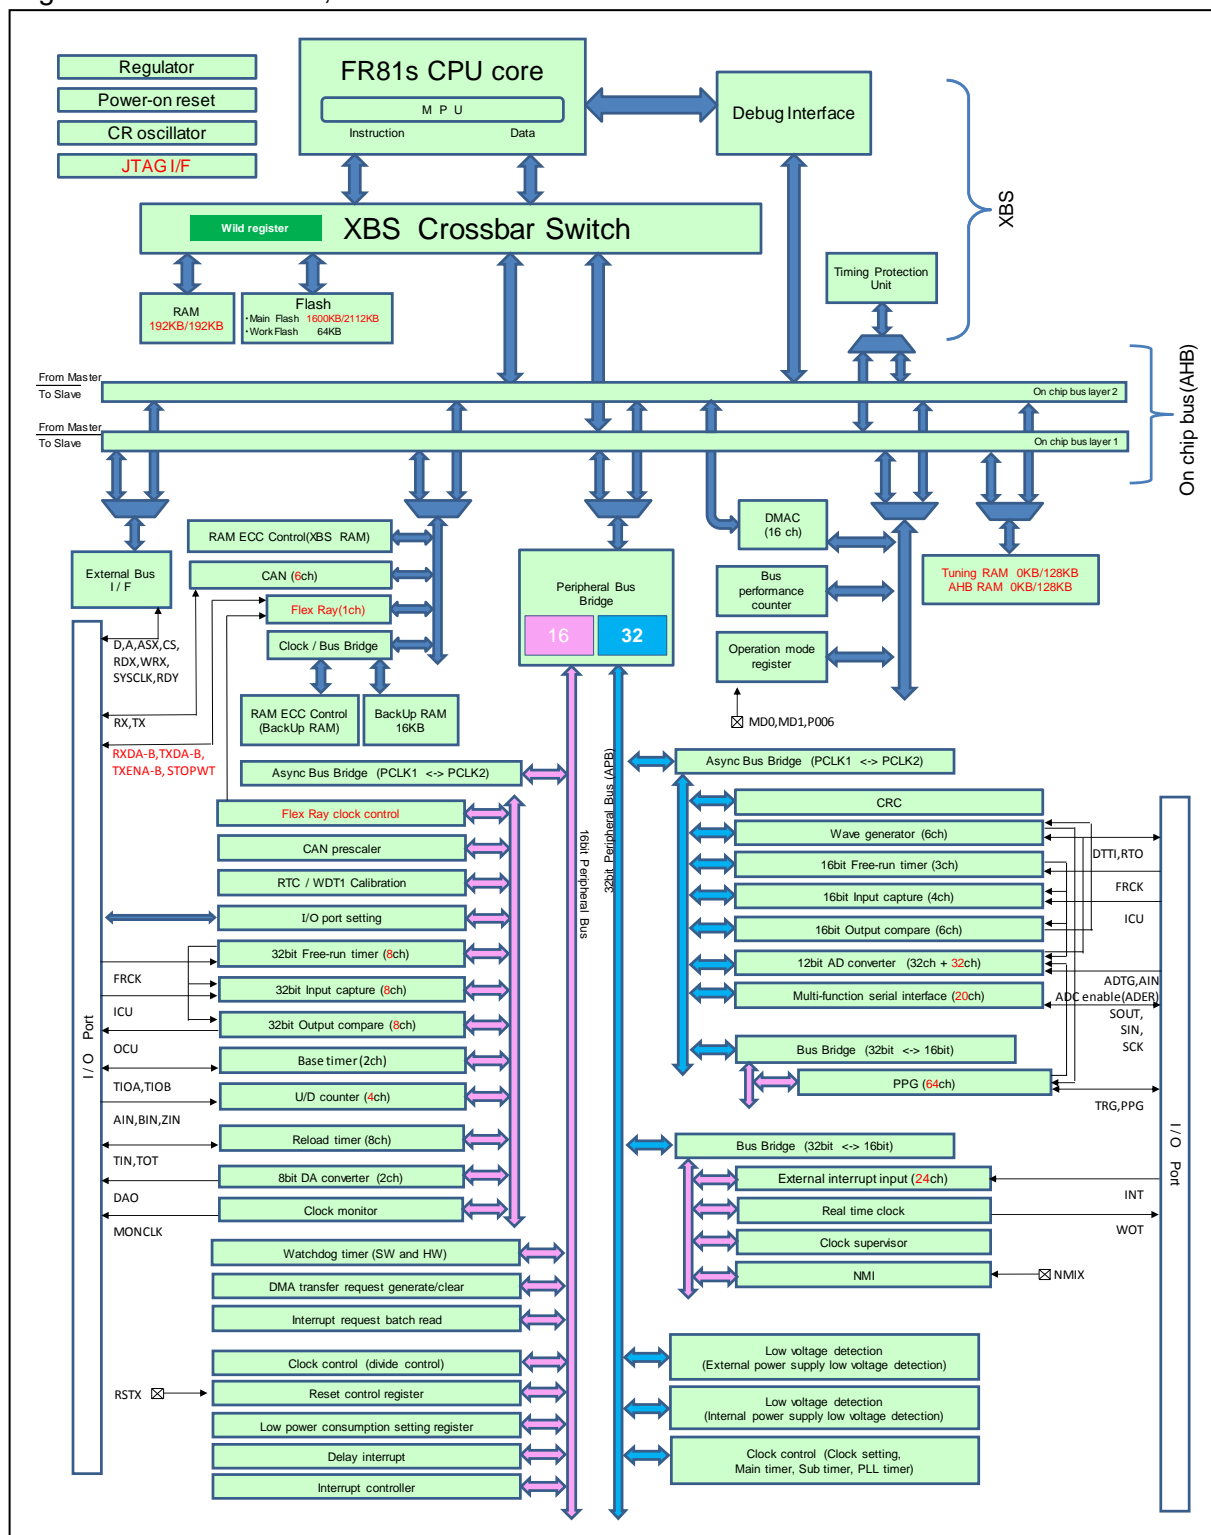 Regulator
Power-on reset
CR oscillator
JTAG I/F
FR81s CPU core
M P U
Instruction
Data
Debug Interface
XBS
Wild register
XBS Crossbar Switch
Timing Protection
Unit
RAM
192KB/192KB
Flash
・Main Flash 1600KB/2112KB
・WorkFlash 64KB
On chip bus(AHB)
From Master
To Slave
On chip bus layer 2
From Master
To Slave
On chip bus layer 1
External Bus
I / F
RAM ECC Control(XBS RAM)
CAN (6ch)
Flex Ray(1ch)
Clock / Bus Bridge
RAM ECC Control
(BackUp RAM)
BackUp RAM
16KB
Peripheral Bus
Bridge
16
32
DMAC
(16 ch)
Bus
performance
counter
Operation mode
register
MD0,MD1,P006
Tuning RAM 0KB/128KB
AHB RAM 0KB/128KB
D,A,ASX,CS,
RDX,WRX,
SYSCLK,RDY
RX,TX
RXDA-B,TXDA-B,
TXENA-B, STOPWT
I / O Port
Async Bus Bridge (PCLK1 <-> PCLK2)
Flex Ray clock control
CAN prescaler
RTC / WDT1 Calibration
I/O port setting
32bit Free-run timer (8ch)
FRCK
32bit Input capture (8ch)
ICU
32bit Output compare (8ch)
OCU
Base timer (2ch)
TIOA,TIOB
U/D counter (4ch)
AIN,BIN,ZIN
Reload timer (8ch)
TIN,TOT
8bit DA converter (2ch)
DAO
Clock monitor
MONCLK
Watchdog timer (SW and HW)
DMA transfer request generate/clear
Interrupt request batch read
Clock control (divide control)
RSTX
Reset control register
Low power consumption setting register
Delay interrupt
Interrupt controller
16bit Peripheral Bus
32bit Peripheral Bus (APB)
Async Bus Bridge (PCLK1 <-> PCLK2)
CRC
Wave generator (6ch)
DTTI,RTO
16bit Free-run timer (3ch)
FRCK
16bit Input capture (4ch)
ICU
16bit Output compare (6ch)
12bit AD converter (32ch + 32ch)
ADTG,AIN
ADC enable(ADER)
Multi-function serial interface (20ch)
SOUT,
SIN,
SCK
Bus Bridge (32bit <-> 16bit)
PPG (64ch)
TRG,PPG
I / O Port
Bus Bridge (32bit <-> 16bit)
External interrupt input (24ch)
INT
Real time clock
WOT
Clock supervisor
NMI
NMIX
Low voltage detection
(External power supply low voltage detection)
Low voltage detection
(Internal power supply low voltage detection)
Clock control (Clock setting,
Main timer, Sub timer, PLL timer)